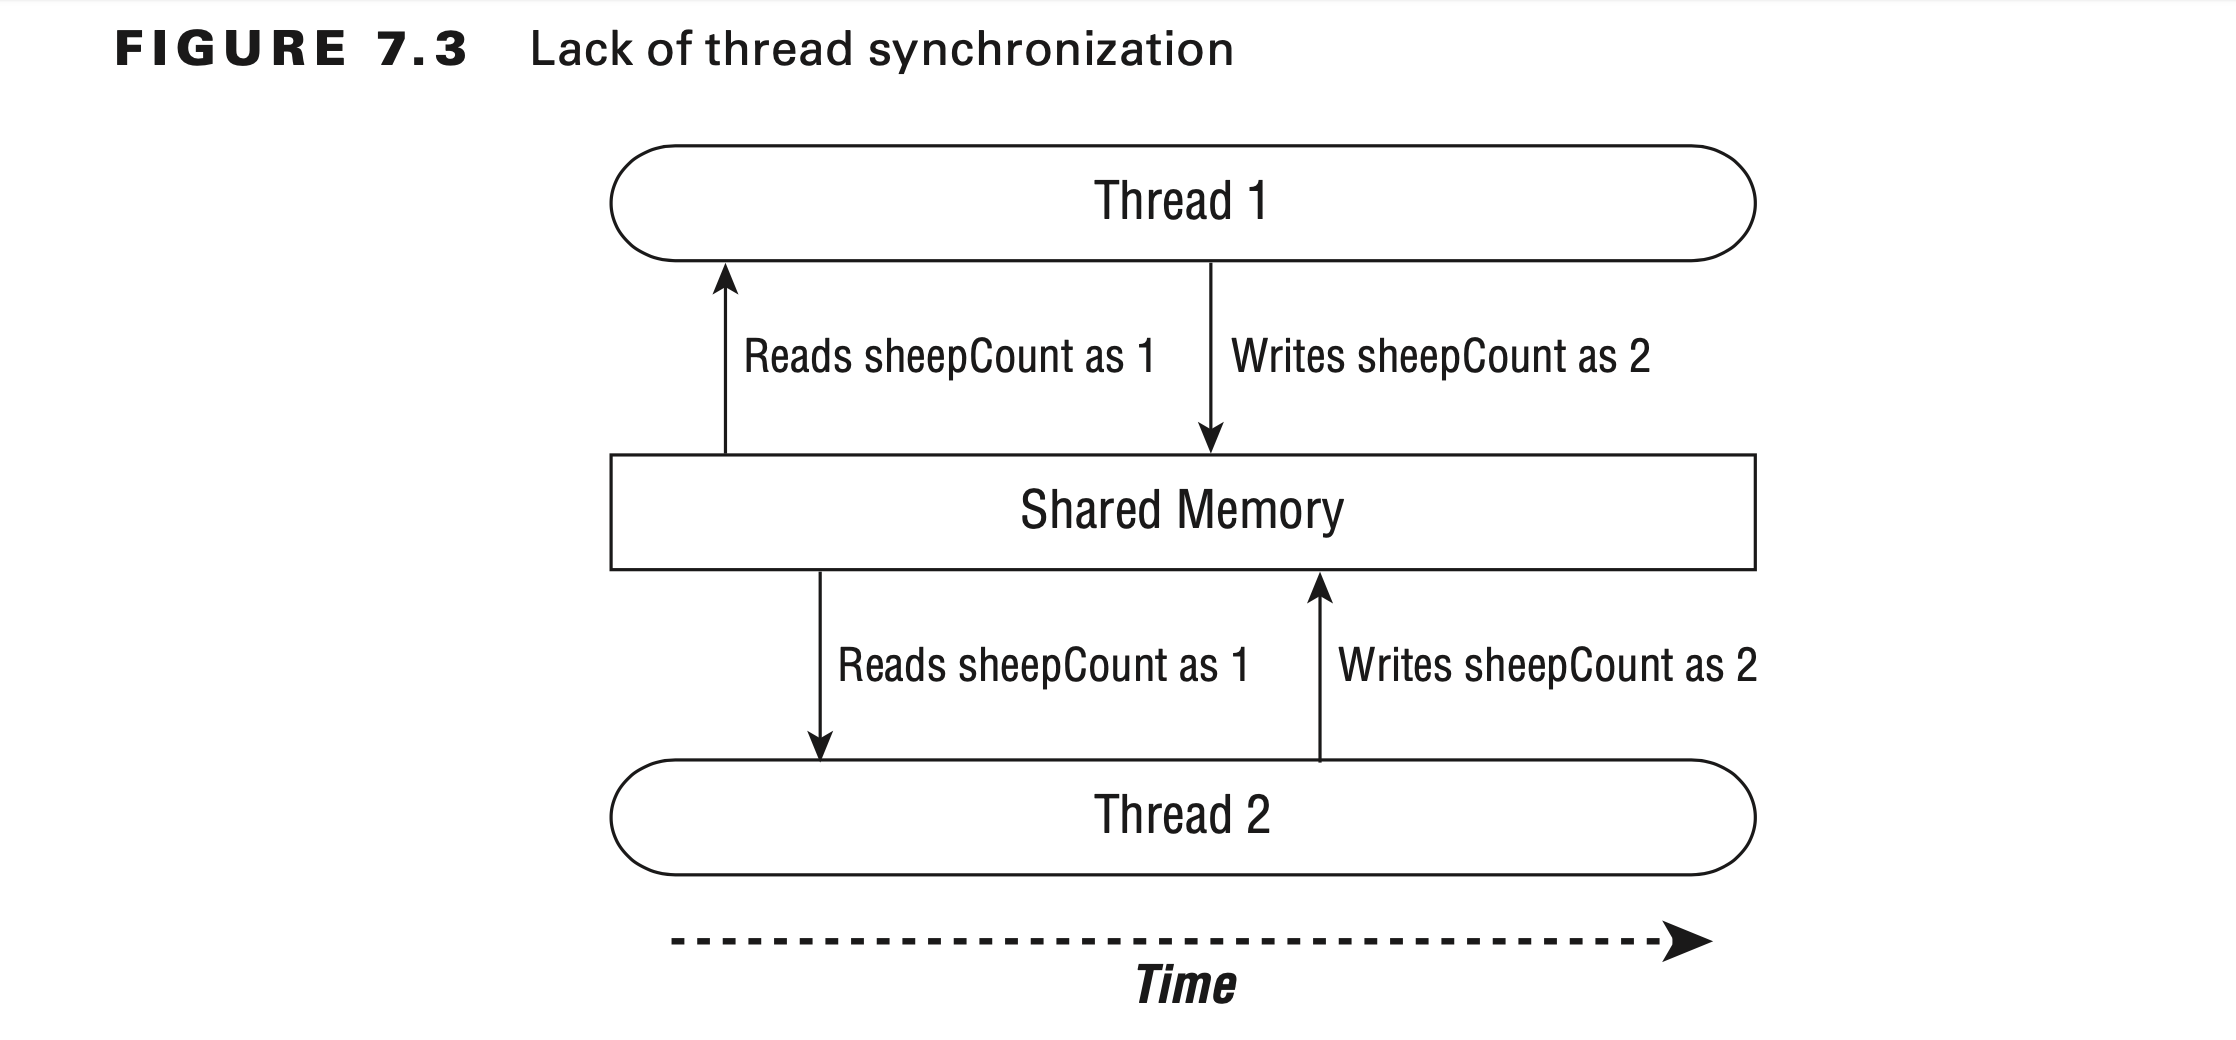 FIGURE 7.3 Lack of thread synchronization
Thread 1
Reads sheepCount as 1
Writes sheepCount as 2
Shared Memory
Reads sheepCount as 1
Writes sheepCount as 2
Thread 2
Time